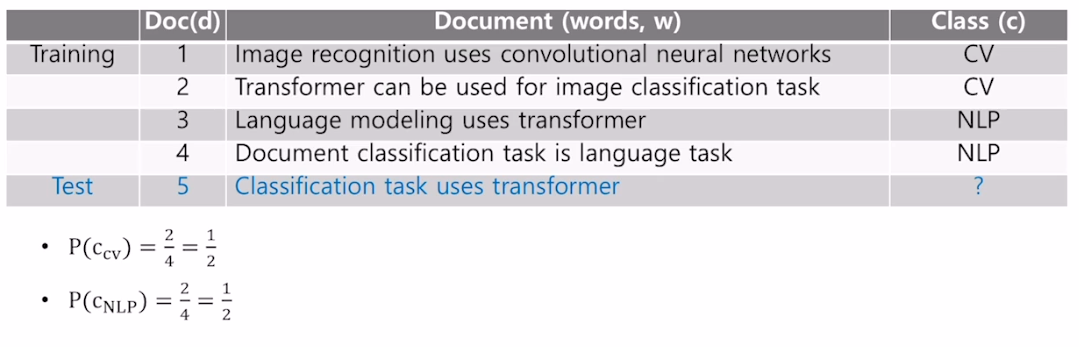 Doc(d) Document (words, w) Class (c)
Training 1 Image recognition uses convolutional neural networks CV
2 Transformer can be used for image classification task CV
3 Language modeling uses transformer NLP
4 Document classification task is language task NLP
Test 5 Classification task uses transformer ?
• P(c_cv) = 2/4 = 1/2
• P(c_NLP) = 2/4 = 1/2